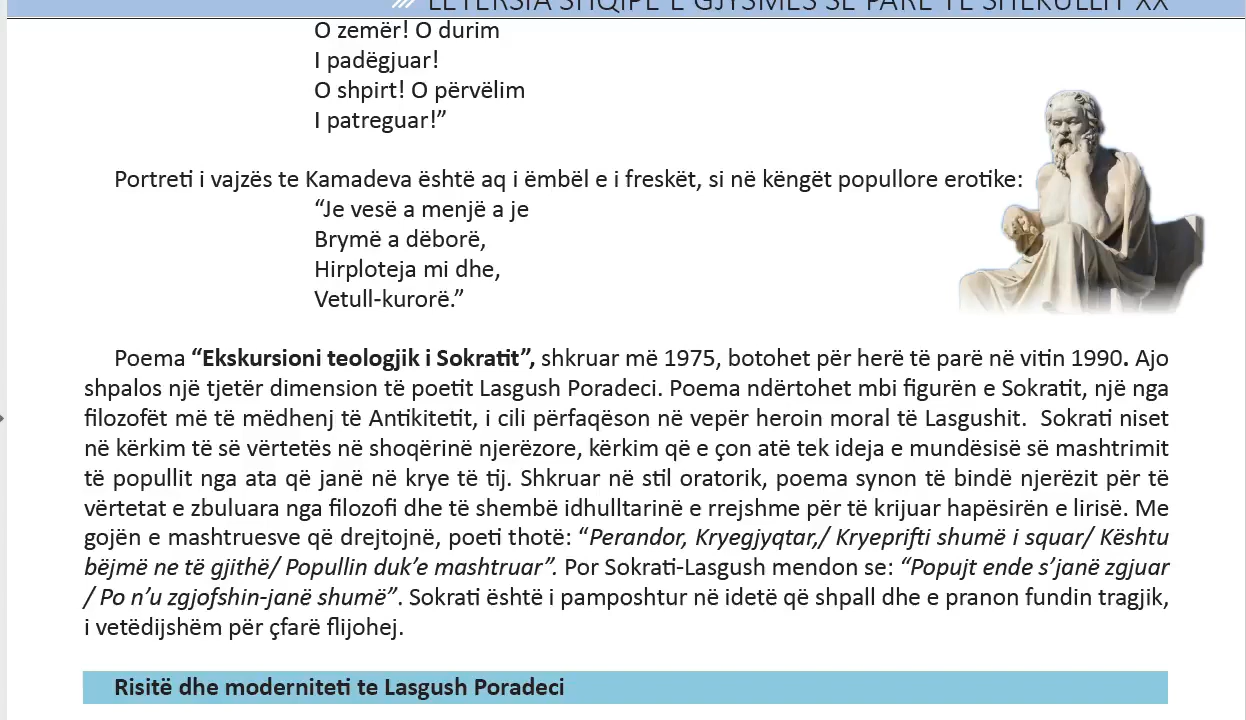 LETËRSIA SHQIPE E GJYSMËS SË PARË TË SHEKULLIT XX
O zemër! O durim
I padëgjuar!
O shpirt! O përvëlim
I patreguar!”
Portreti i vajzës te Kamadeva është aq i ëmbël e i freskët, si në këngët popullore erotike:
“Je vesë a menjë a je
Brymë a dëborë,
Hirploteja mi dhe,
Vetull-kurorë.”
Poema “Ekskursioni teologjik i Sokratit”, shkruar më 1975, botohet për herë të parë në vitin 1990. Ajo
shpalos një tjetër dimension të poetit Lasgush Poradeci. Poema ndërtohet mbi figurën e Sokratit, një nga
filozofët më të mëdhenj të Antikitetit, i cili përfaqëson në vepër heroin moral të Lasgushit. Sokrati niset
në kërkim të së vërtetës në shoqërinë njerëzore, kërkim që e çon atë tek ideja e mundësisë së mashtrimit
të popullit nga ata që janë në krye të tij. Shkruar në stil oratorik, poema synon të bindë njerëzit për të
vërtetat e zbuluara nga filozofi dhe të shembë idhulltarinë e rrejshme për të krijuar hapësirën e lirisë. Me
gojën e mashtruesve që drejtojnë, poeti thotë: “Perandor, Kryegjyqtar,/ Kryeprifti shumë i squar/ Kështu
bëjmë ne të gjithë/ Popullin duk’e mashtruar”. Por Sokrati-Lasgush mendon se: “Popujt ende s’janë zgjuar
/ Po n’u zgjofshin-janë shumë”. Sokrati është i pamposhtur në idetë që shpall dhe e pranon fundin tragjik,
i vetëdijshëm për çfarë flijohej.
Risitë dhe moderniteti te Lasgush Poradeci